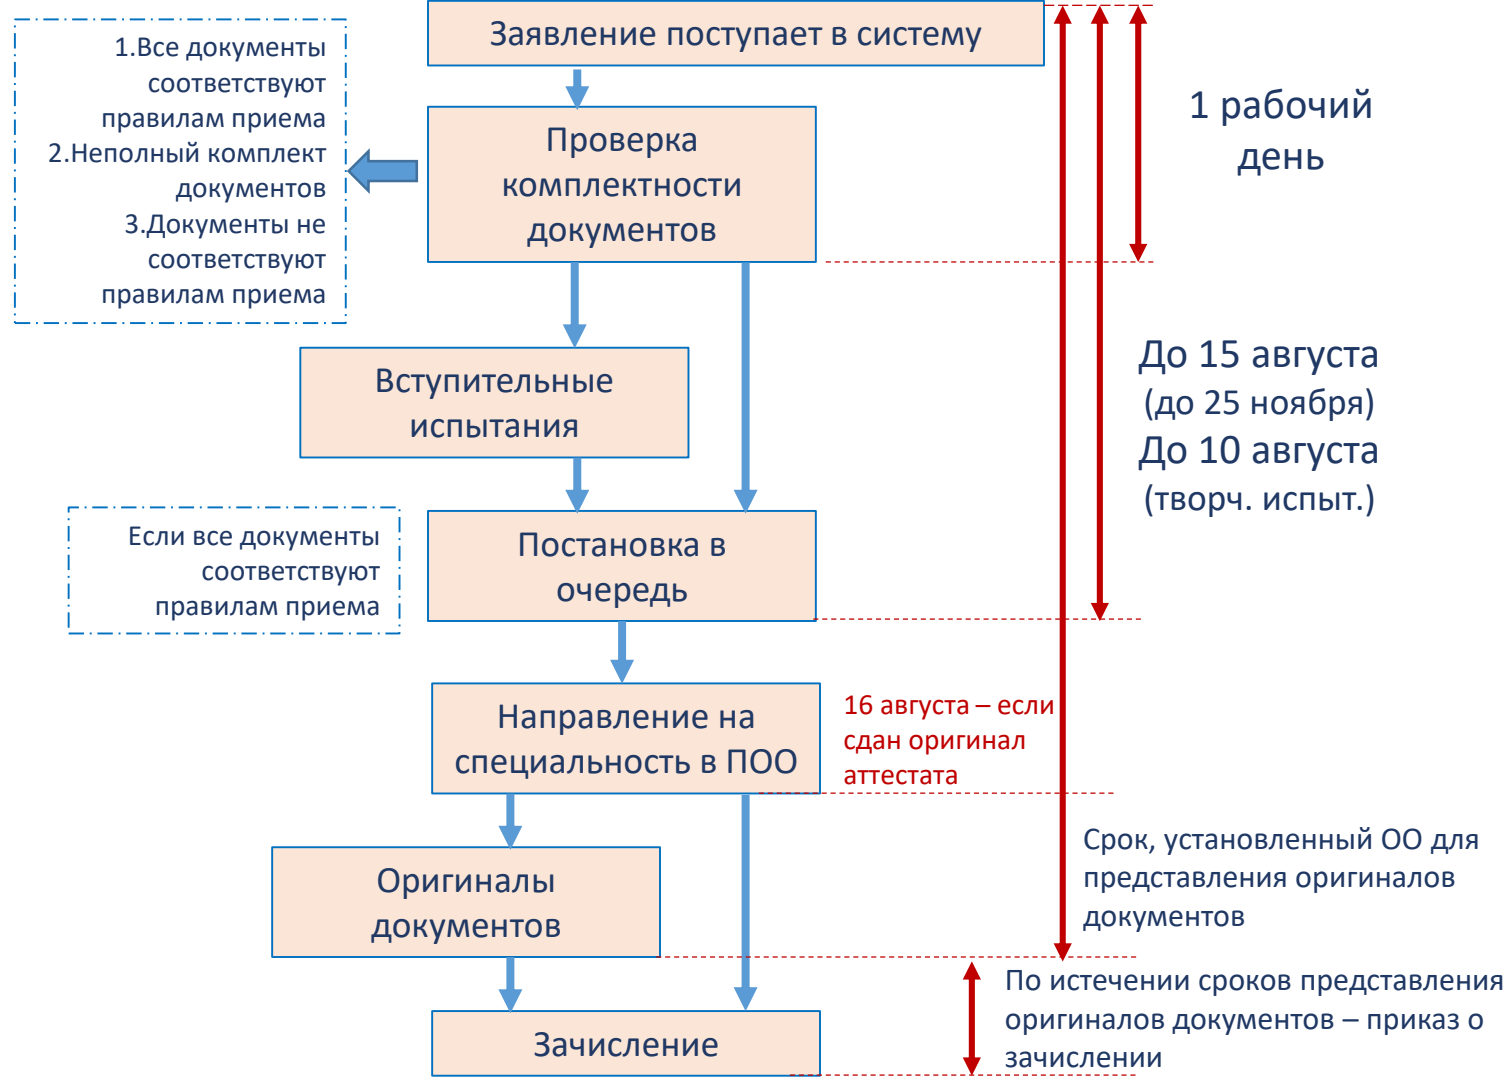 Заявление поступает в систему
1.Все документы
соответствуют
правилам приема
2.Неполный комплект
документов
3.Документы не
соответствуют
правилам приема
Проверка
комплектности
документов
1 рабочий
день
Вступительные
испытания
До 15 августа
(до 25 ноября)
До 10 августа
(творч. испыт.)
Если все документы
соответствуют
правилам приема
Постановка в
очередь
Направление на
специальность в ПОО
16 августа – если
сдан оригинал
аттестата
Оригиналы
документов
Срок, установленный ОО для
представления оригиналов
документов
По истечении сроков представления
оригиналов документов – приказ о
зачислении
Зачисление